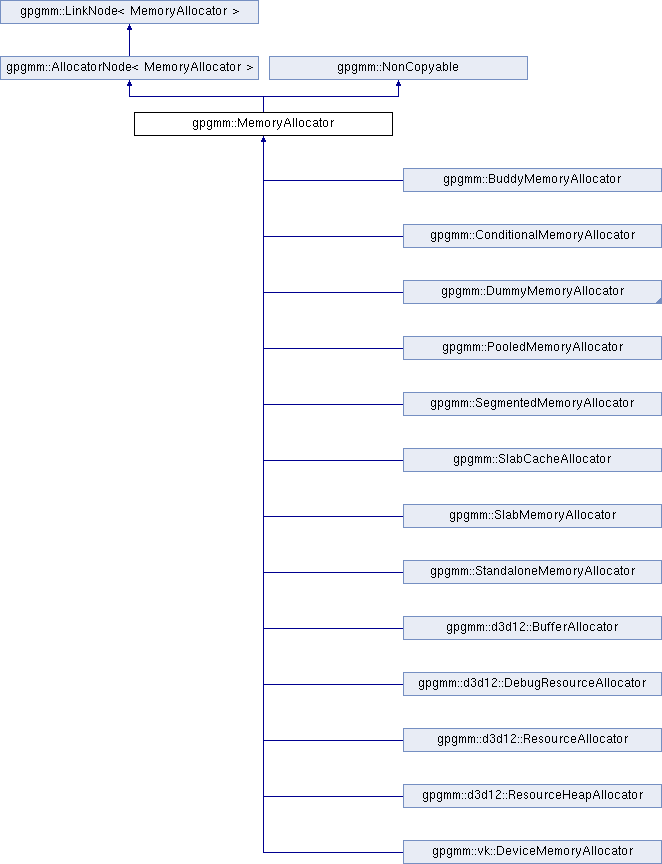 gpgmm::LinkNode< MemoryAllocator >
gpgmm::AllocatorNode< MemoryAllocator >
gpgmm::NonCopyable
gpgmm::MemoryAllocator
gpgmm::BuddyMemoryAllocator
gpgmm::ConditionalMemoryAllocator
gpgmm::DummyMemoryAllocator
gpgmm::PooledMemoryAllocator
gpgmm::SegmentedMemoryAllocator
gpgmm::SlabCacheAllocator
gpgmm::SlabMemoryAllocator
gpgmm::StandaloneMemoryAllocator
gpgmm::d3d12::BufferAllocator
gpgmm::d3d12::DebugResourceAllocator
gpgmm::d3d12::ResourceAllocator
gpgmm::d3d12::ResourceHeapAllocator
gpgmm::vk::DeviceMemoryAllocator